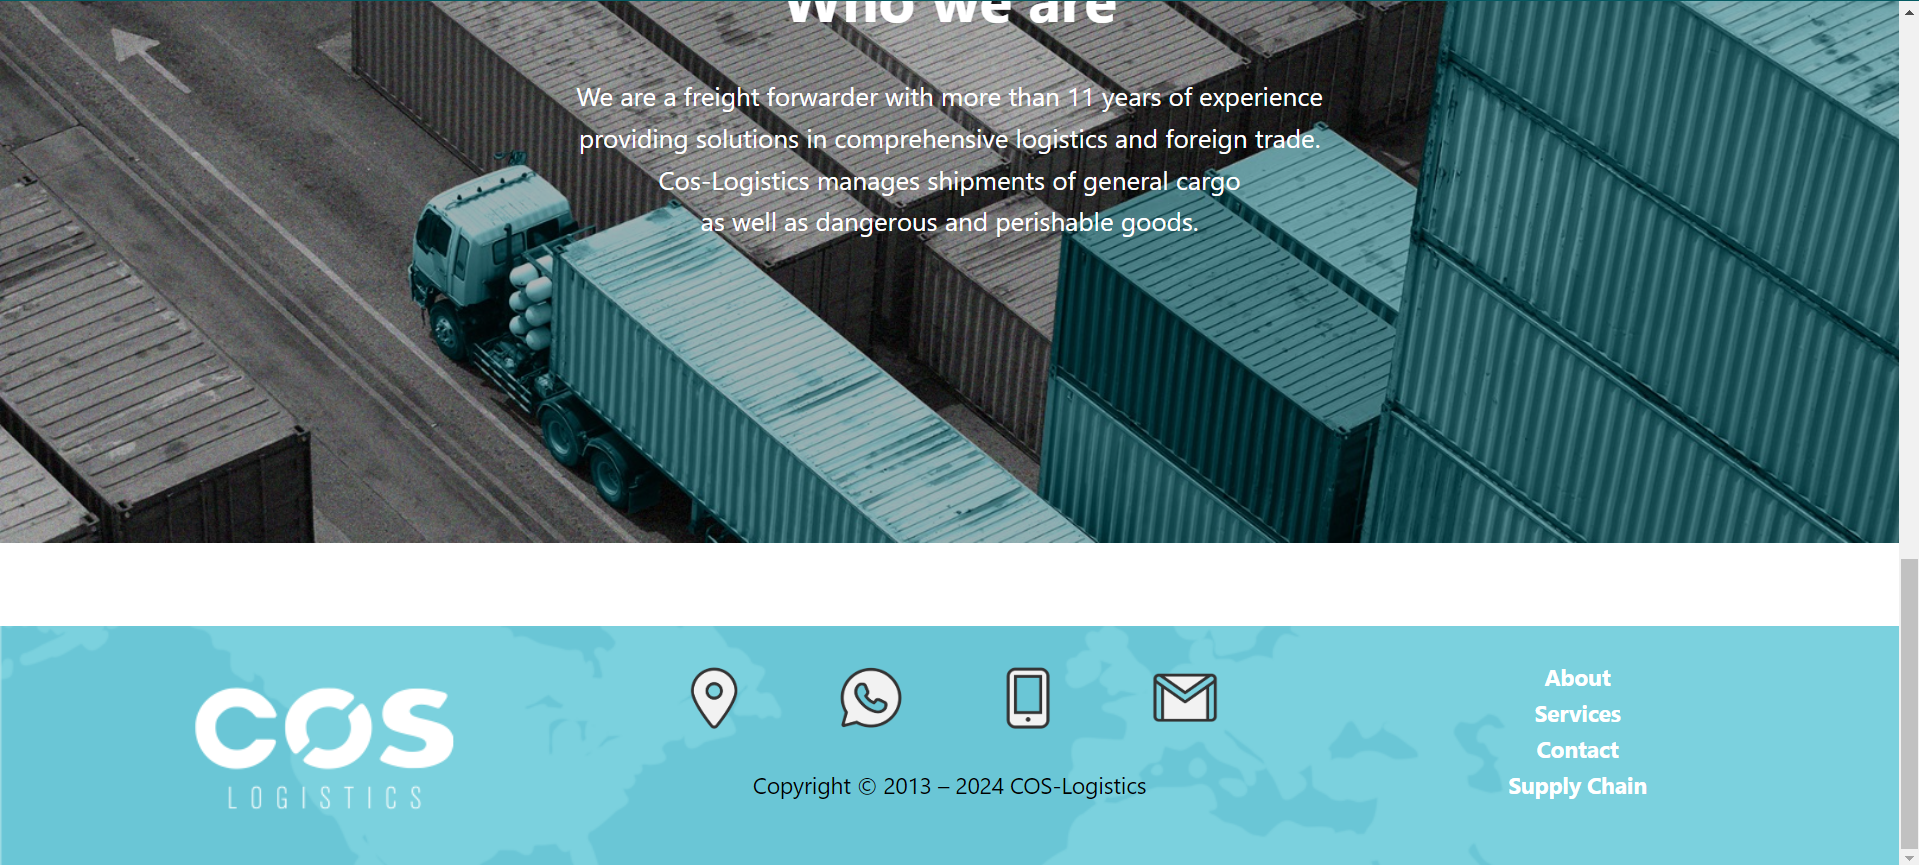 Who we are
We are a freight forwarder with more than 11 years of experience
providing solutions in comprehensive logistics and foreign trade.
Cos-Logistics manages shipments of general cargo
as well as dangerous and perishable goods.
COS
LOGISTICS
Copyright © 2013 – 2024 COS-Logistics
About
Services
Contact
Supply Chain